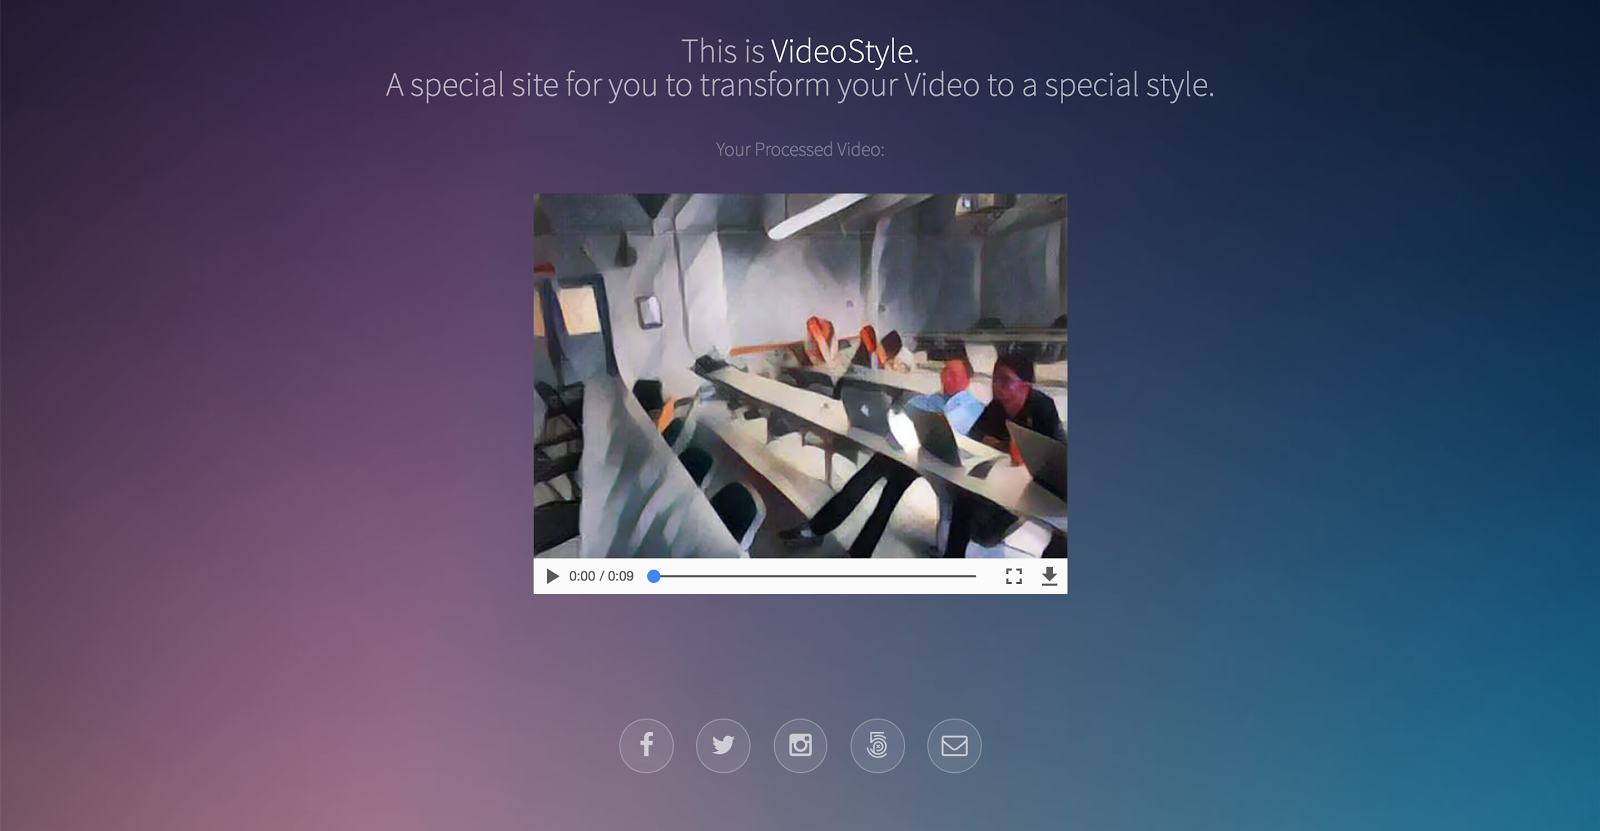 This is VideoStyle.
A special site for you to transform your Video to a special style.
Your Processed Video:
0:00 / 0:09